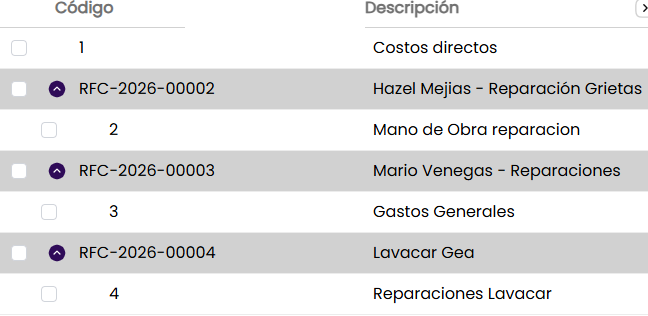 Código Descripción
1 Costos directos
RFC-2026-00002 Hazel Mejias - Reparación Grietas
2 Mano de Obra reparacion
RFC-2026-00003 Mario Venegas - Reparaciones
3 Gastos Generales
RFC-2026-00004 Lavacar Gea
4 Reparaciones Lavacar